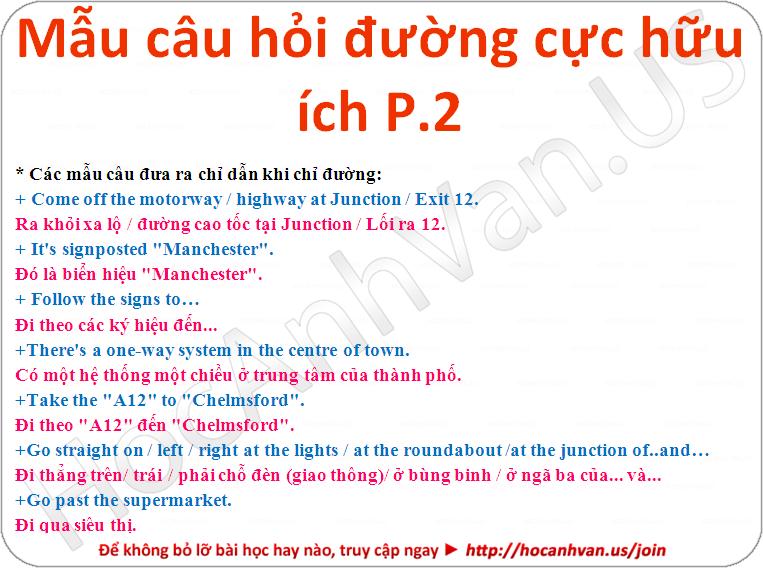 Mẫu câu hỏi đường cực hữu
ích P.2
* Các mẫu câu đưa ra chỉ dẫn khi chỉ đường:
+ Come off the motorway / highway at Junction / Exit 12.
Ra khỏi xa lộ / đường cao tốc tại Junction / Lối ra 12.
+ It's signposted "Manchester".
Đó là biển hiệu "Manchester".
+ Follow the signs to…
Đi theo các ký hiệu đến...
+There's a one-way system in the centre of town.
Có một hệ thống một chiều ở trung tâm của thành phố.
+Take the "A12" to "Chelmsford".
Đi theo "A12" đến "Chelmsford".
+Go straight on / left / right at the lights / at the roundabout /at the junction of..and…
Đi thẳng trên/ trái / phải chỗ đèn (giao thông)/ ở bùng binh / ở ngã ba của... và...
+Go past the supermarket.
Đi qua siêu thị.
Để không bỏ lỡ bài học hay nào, truy cập ngay ► http://hocanhvan.us/join
HocAnhVan.US